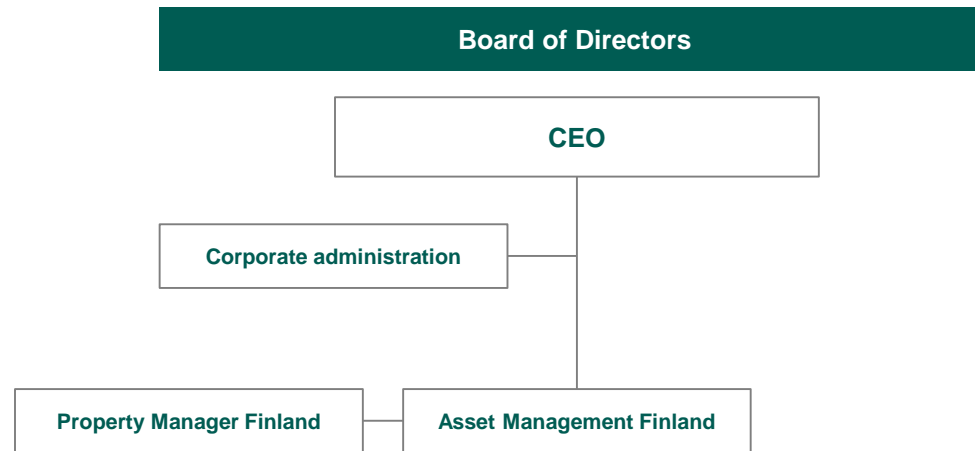 Board of Directors
CEO
Corporate administration
Property Manager Finland
Asset Management Finland